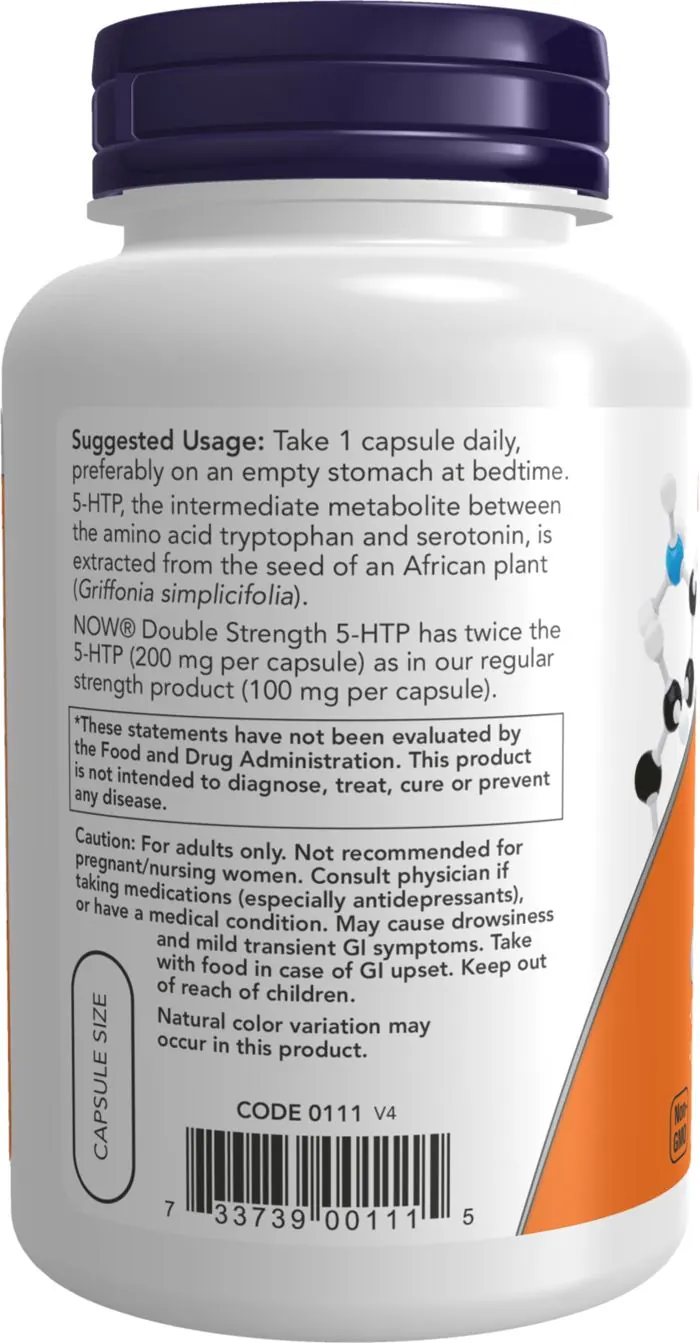 Suggested Usage: Take 1 capsule daily,
preferably on an empty stomach at bedtime.
5-HTP, the intermediate metabolite between
the amino acid tryptophan and serotonin, is
extracted from the seed of an African plant
(Griffonia simplicifolia).
NOW® Double Strength 5-HTP has twice the
5-HTP (200 mg per capsule) as in our regular
strength product (100 mg per capsule).
*These statements have not been evaluated by
the Food and Drug Administration. This product
is not intended to diagnose, treat, cure or prevent
any disease.
Caution: For adults only. Not recommended for
pregnant/nursing women. Consult physician if
taking medications (especially antidepressants),
or have a medical condition. May cause drowsiness
and mild transient GI symptoms. Take
with food in case of GI upset. Keep out
of reach of children.
Natural color variation may
occur in this product.
CAPSULE SIZE
CODE 0111 V4
7 33739 00111 5
Non-
GMO